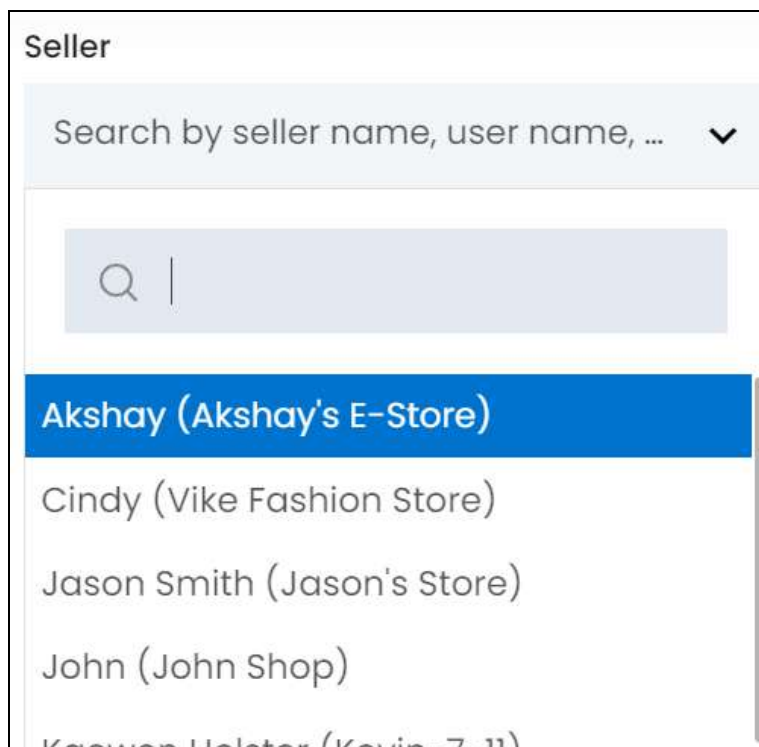 Seller
Search by seller name, user name, ...
Akshay (Akshay's E-Store)
Cindy (Vike Fashion Store)
Jason Smith (Jason's Store)
John (John Shop)